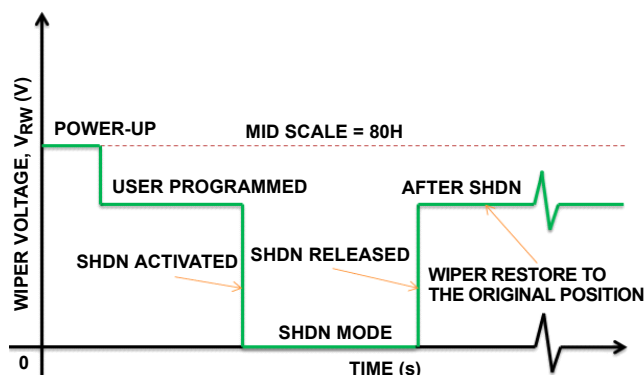 WIPER VOLTAGE, VRW (V)
POWER-UP
MID SCALE = 80H
USER PROGRAMMED
AFTER SHDN
SHDN ACTIVATED
SHDN RELEASED
WIPER RESTORE TO
THE ORIGINAL POSITION
SHDN MODE
0
TIME (s)